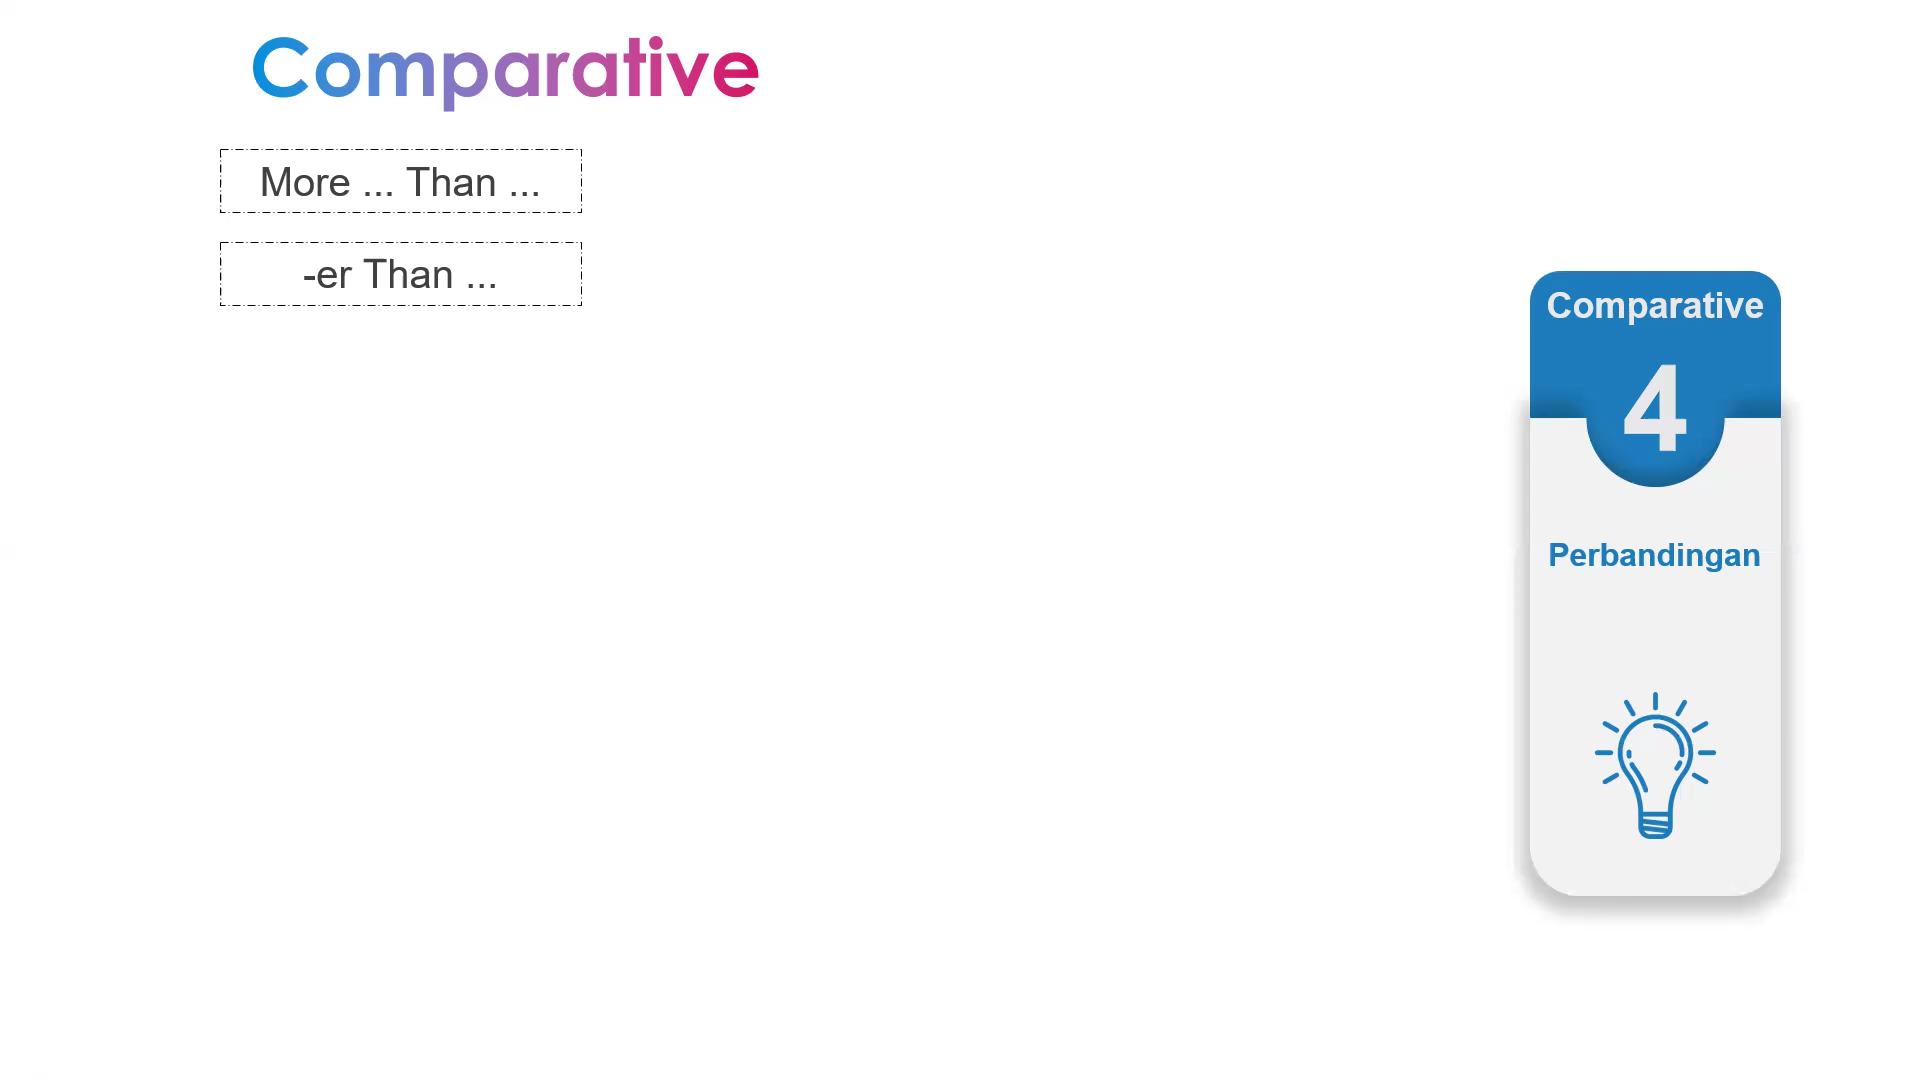 Comparative
More ... Than ...
-er Than ...
Comparative
4
Perbandingan